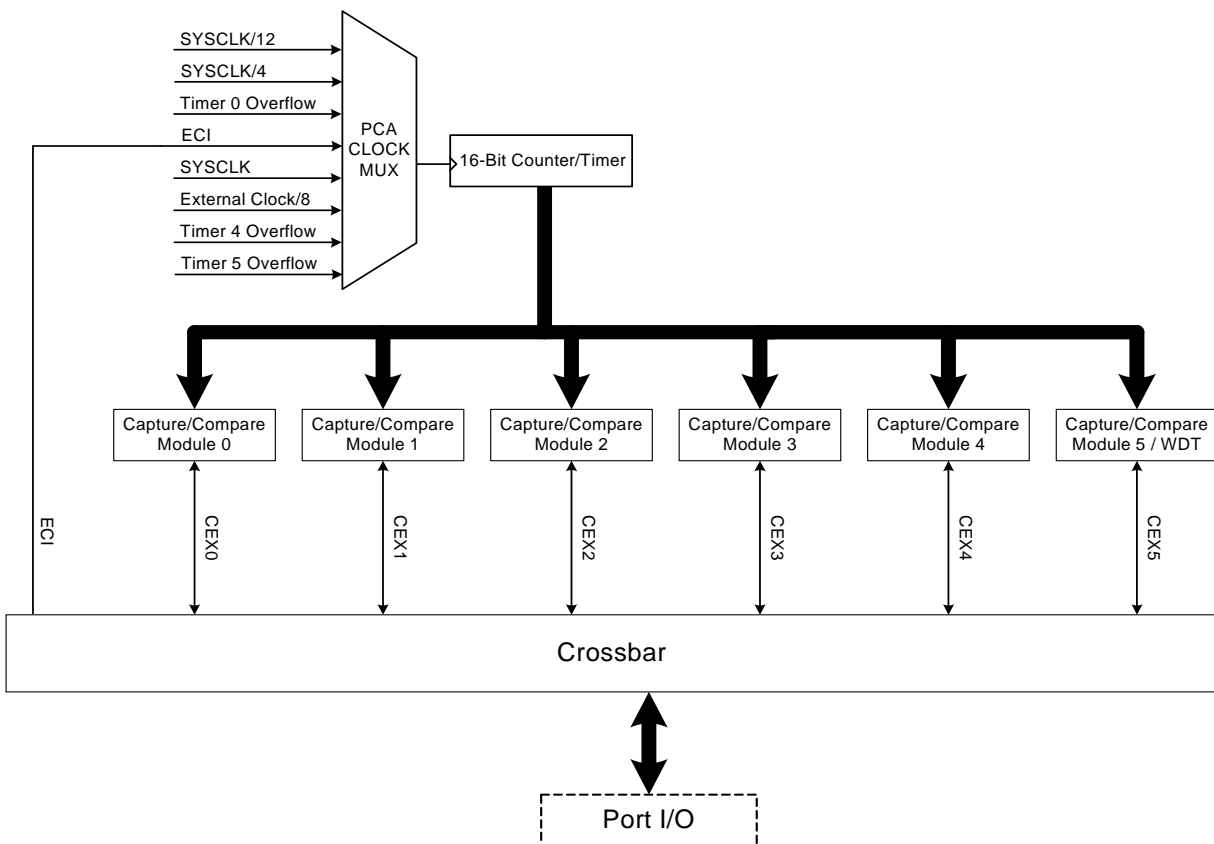 SYSCLK/12
SYSCLK/4
Timer 0 Overflow
ECI
SYSCLK
External Clock/8
Timer 4 Overflow
Timer 5 Overflow
PCA
CLOCK
MUX
16-Bit Counter/Timer
Capture/Compare
Module 0
Capture/Compare
Module 1
Capture/Compare
Module 2
Capture/Compare
Module 3
Capture/Compare
Module 4
Capture/Compare
Module 5 / WDT
ECI
CEX0
CEX1
CEX2
CEX3
CEX4
CEX5
Crossbar
Port I/O